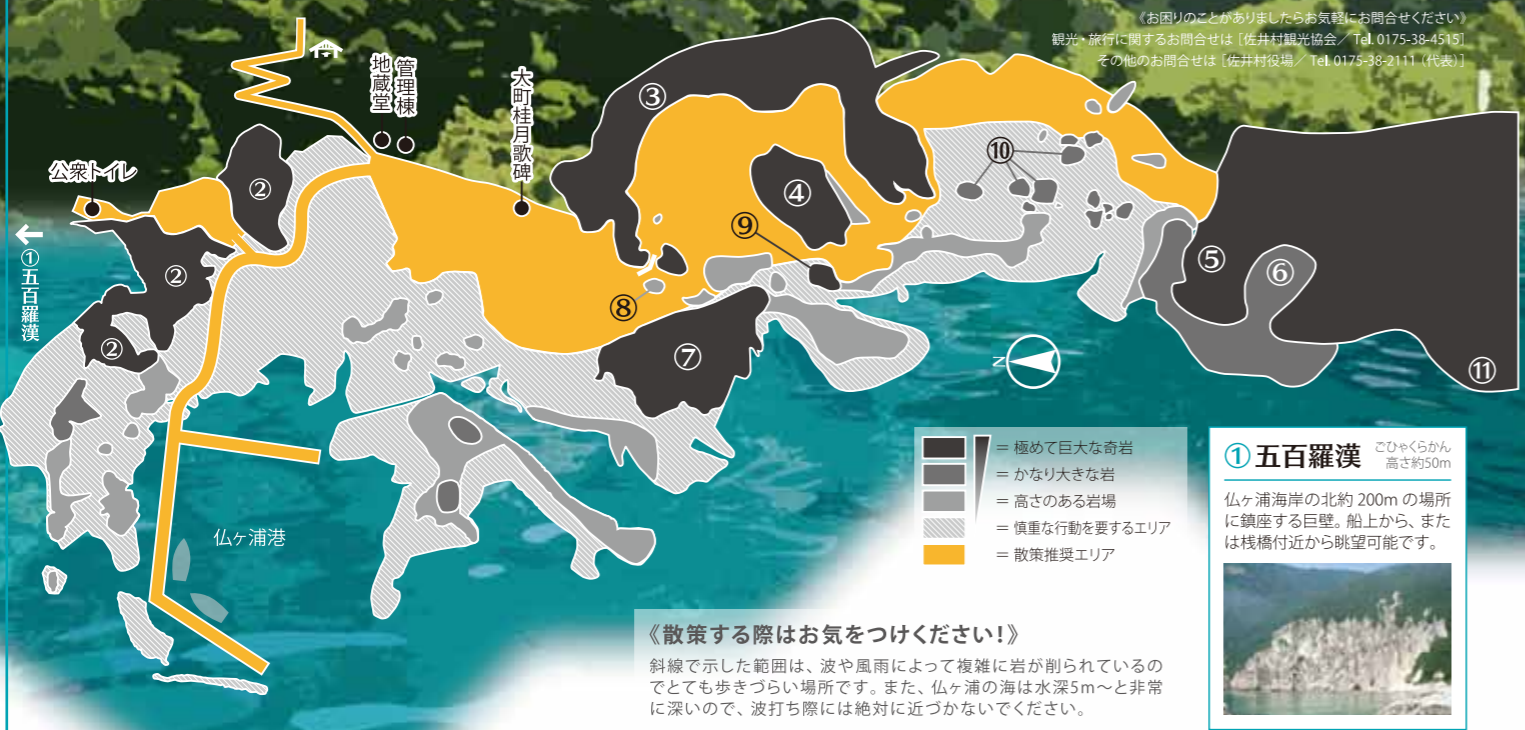 《お困りのことがありましたらお気軽にお問合せください》
観光・旅行に関するお問合せは [佐井村観光協会／ Tel. 0175-38-4515]
その他のお問合せは [佐井村役場／ Tel. 0175-38-2111 (代表)]
地蔵堂
管理棟
大町桂月歌碑
公衆トイレ
←
①五百羅漢
②
②
②
③
④
⑤
⑥
⑦
⑧
⑨
⑩
⑪
N
仏ヶ浦港
＝ 極めて巨大な奇岩
＝ かなり大きな岩
＝ 高さのある岩場
＝ 慎重な行動を要するエリア
＝ 散策推奨エリア
《散策する際はお気をつけください！》
斜線で示した範囲は、波や風雨によって複雑に岩が削られているの
でとても歩きづらい場所です。また、仏ヶ浦の海は水深5m〜と非常
に深いので、波打ち際には絶対に近づかないでください。
①五百羅漢 ごひゃくらかん
高さ約50m
仏ヶ浦海岸の北約 200m の場所
に鎮座する巨壁。船上から、また
は桟橋付近から眺望可能です。